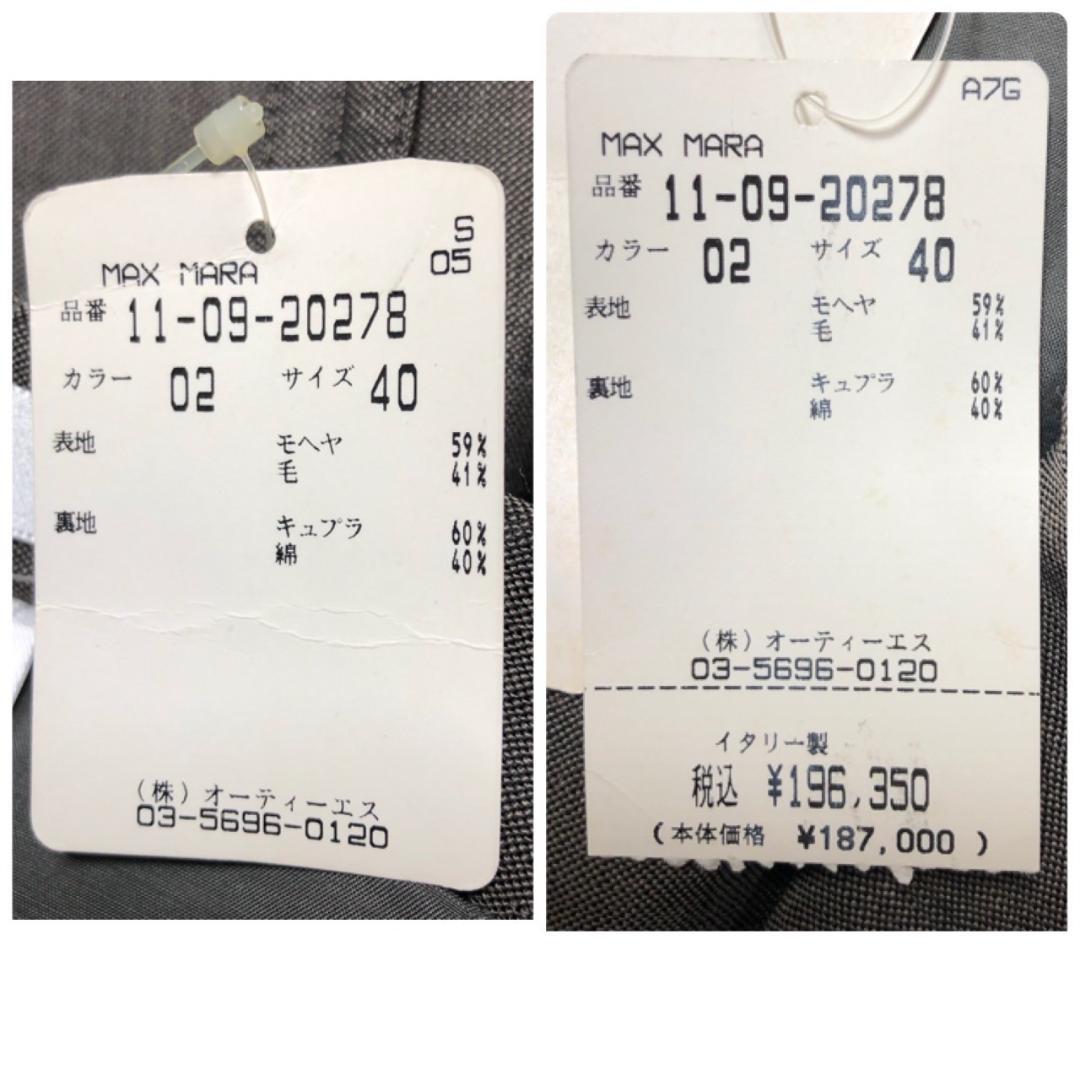 S
05
MAX MARA
品番 11-09-20278
カラー 02 サイズ 40
表地 モヘヤ 59%
毛 41%
裏地 キュプラ 60%
綿 40%
(株)オーティーエス
03-5696-0120
A7G
MAX MARA
品番 11-09-20278
カラー 02 サイズ 40
表地 モヘヤ 59%
毛 41%
裏地 キュプラ 60%
綿 40%
(株)オーティーエス
03-5696-0120
イタリー製
税込 ¥196,350
(本体価格 ¥187,000)